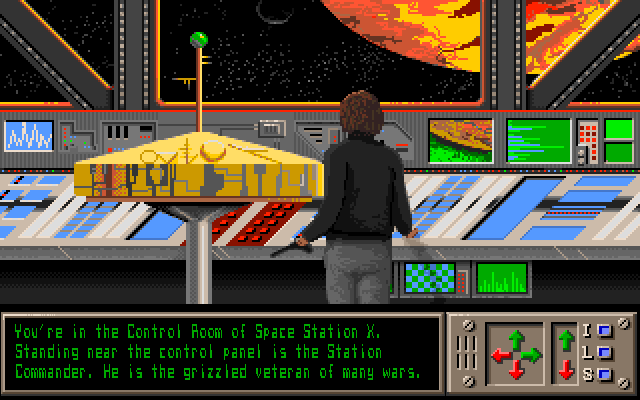 You're in the Control Room of Space Station X.
Standing near the control panel is the Station
Commander. He is the grizzled veteran of many wars.
I
L
S